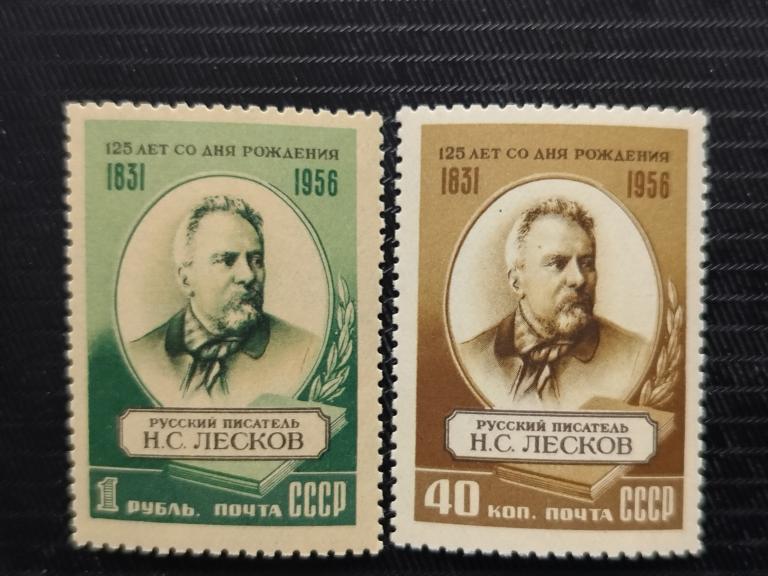 125 ЛЕТ СО ДНЯ РОЖДЕНИЯ
1831 1956
РУССКИЙ ПИСАТЕЛЬ
Н.С. ЛЕСКОВ
1 РУБЛЬ. ПОЧТА СССР
125 ЛЕТ СО ДНЯ РОЖДЕНИЯ
1831 1956
РУССКИЙ ПИСАТЕЛЬ
Н.С. ЛЕСКОВ
40 КОП. ПОЧТА СССР